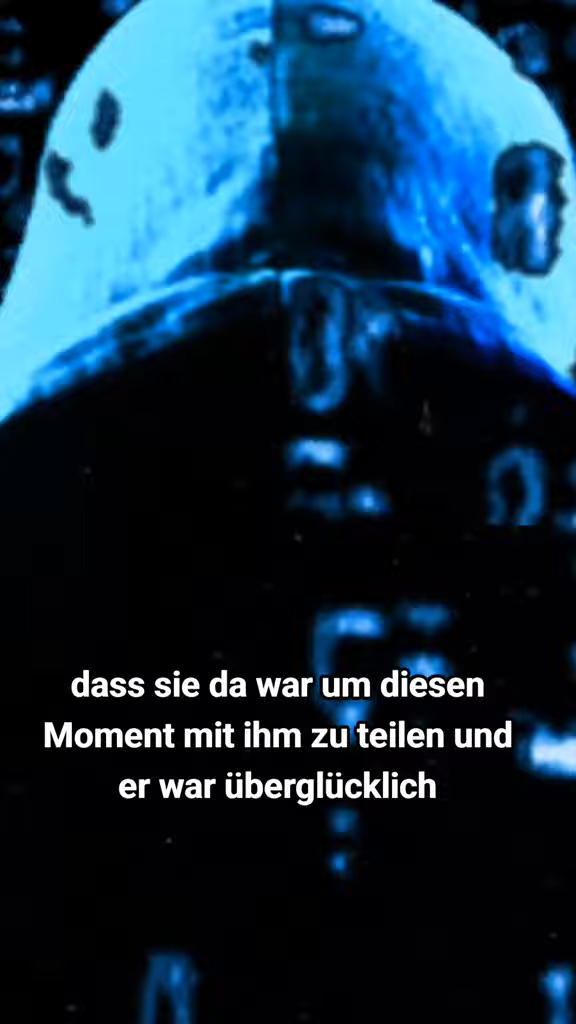 dass sie da war um diesen
Moment mit ihm zu teilen und
er war überglücklich